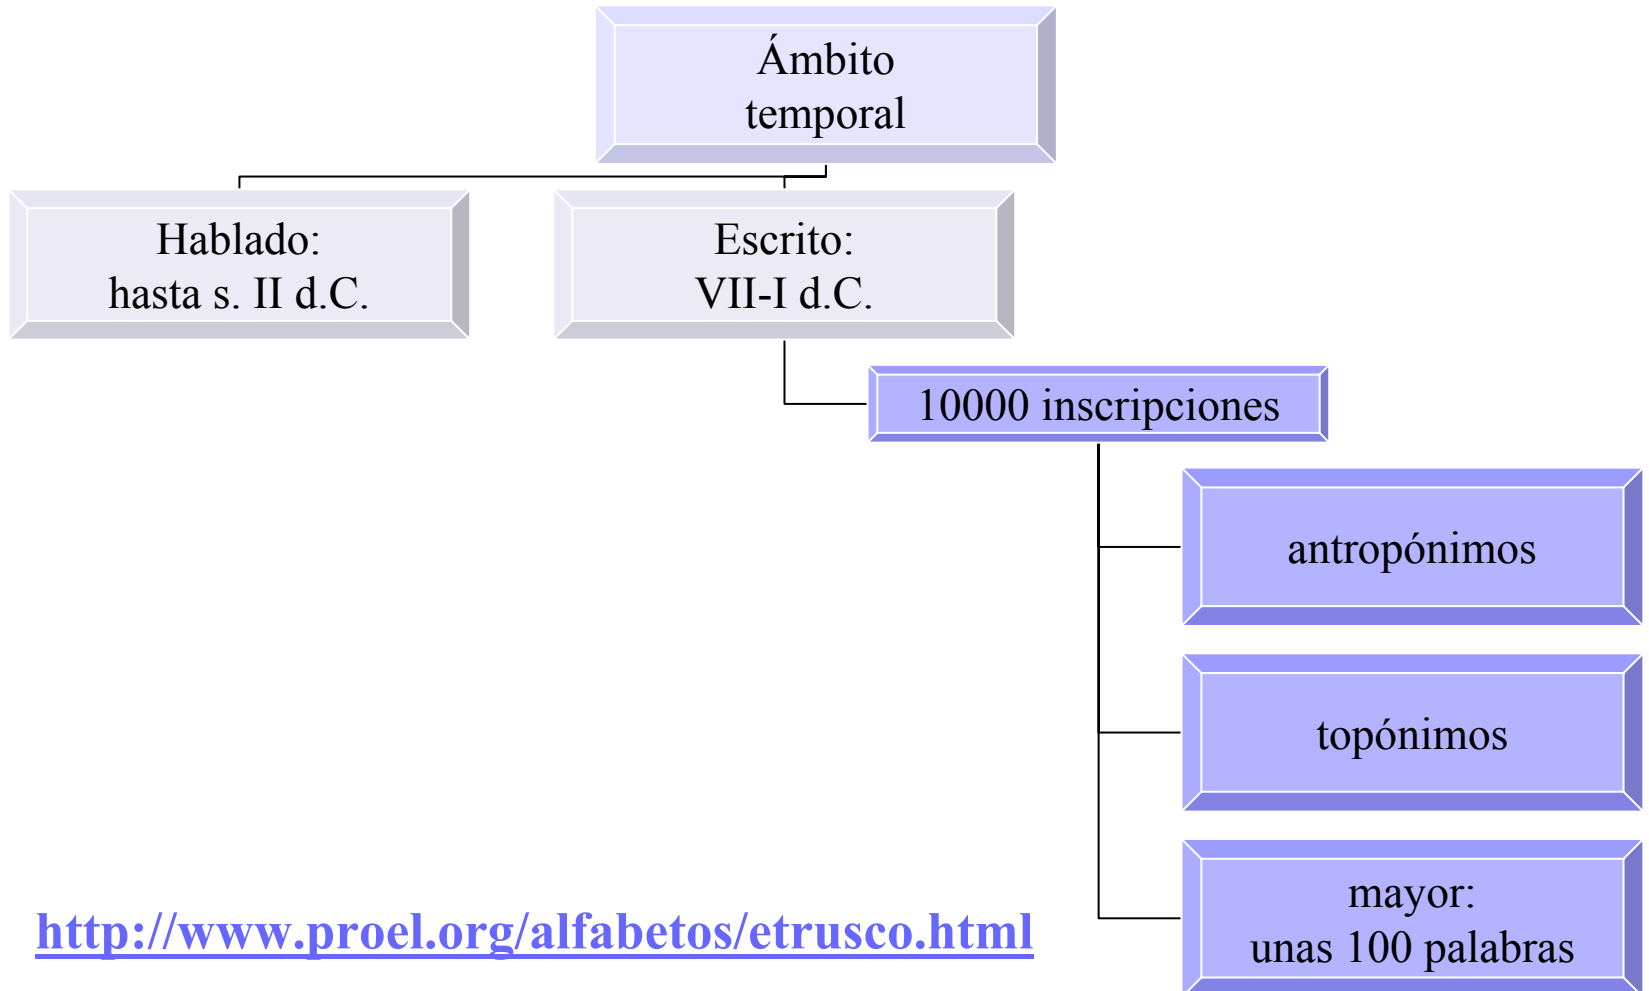 Ámbito
temporal
Hablado:
hasta s. II d.C.
Escrito:
VII-I d.C.
10000 inscripciones
antropónimos
topónimos
mayor:
unas 100 palabras
http://www.proel.org/alfabetos/etrusco.html